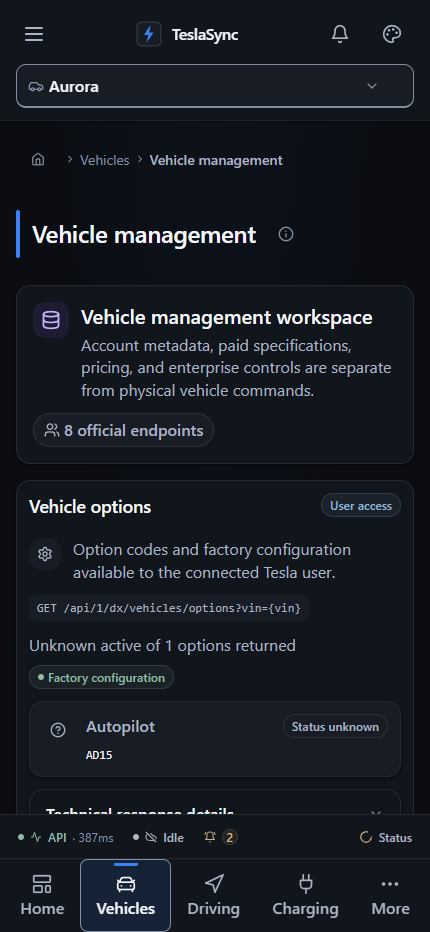 TeslaSync
Aurora
Vehicles
Vehicle management
Vehicle management
Vehicle management workspace
Account metadata, paid specifications,
pricing, and enterprise controls are separate
from physical vehicle commands.
8 official endpoints
Vehicle options
User access
Option codes and factory configuration
available to the connected Tesla user.
GET /api/1/dx/vehicles/options?vin={vin}
Unknown active of 1 options returned
Factory configuration
Autopilot
Status unknown
AD15
Technical response details
API · 387ms
Idle
2
Status
Home
Vehicles
Driving
Charging
More